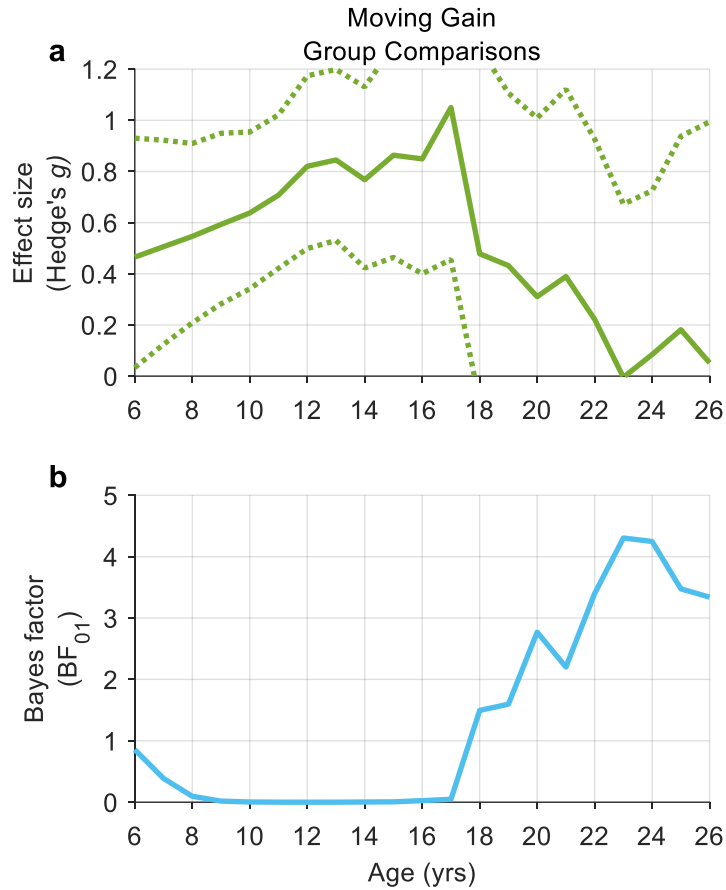 Moving Gain
a
Group Comparisons
1.2
1
0.8
0.6
0.4
0.2
0
Effect size
(Hedge's g)
6 8 10 12 14 16 18 20 22 24 26
b
5
4
3
2
1
0
Bayes factor
(BF01)
6 8 10 12 14 16 18 20 22 24 26
Age (yrs)